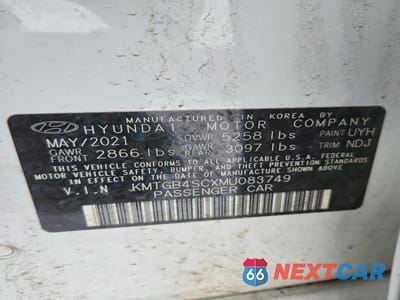 MANUFACTURED IN KOREA BY
HYUNDAI MOTOR COMPANY
MAY/2021 GVWR 5258 lbs PAINT UYH
GAWR FRONT 2866 lbs GAWR REAR 3097 lbs TRIM NDJ
THIS VEHICLE CONFORMS TO ALL APPLICABLE U.S.A. FEDERAL
MOTOR VEHICLE SAFETY, BUMPER, AND THEFT PREVENTION
STANDARDS IN EFFECT ON THE DATE OF MANUFACTURE SHOWN ABOVE.
V.I.N KMTGB4SCXMU083749
PASSENGER CAR
66 NEXTCAR